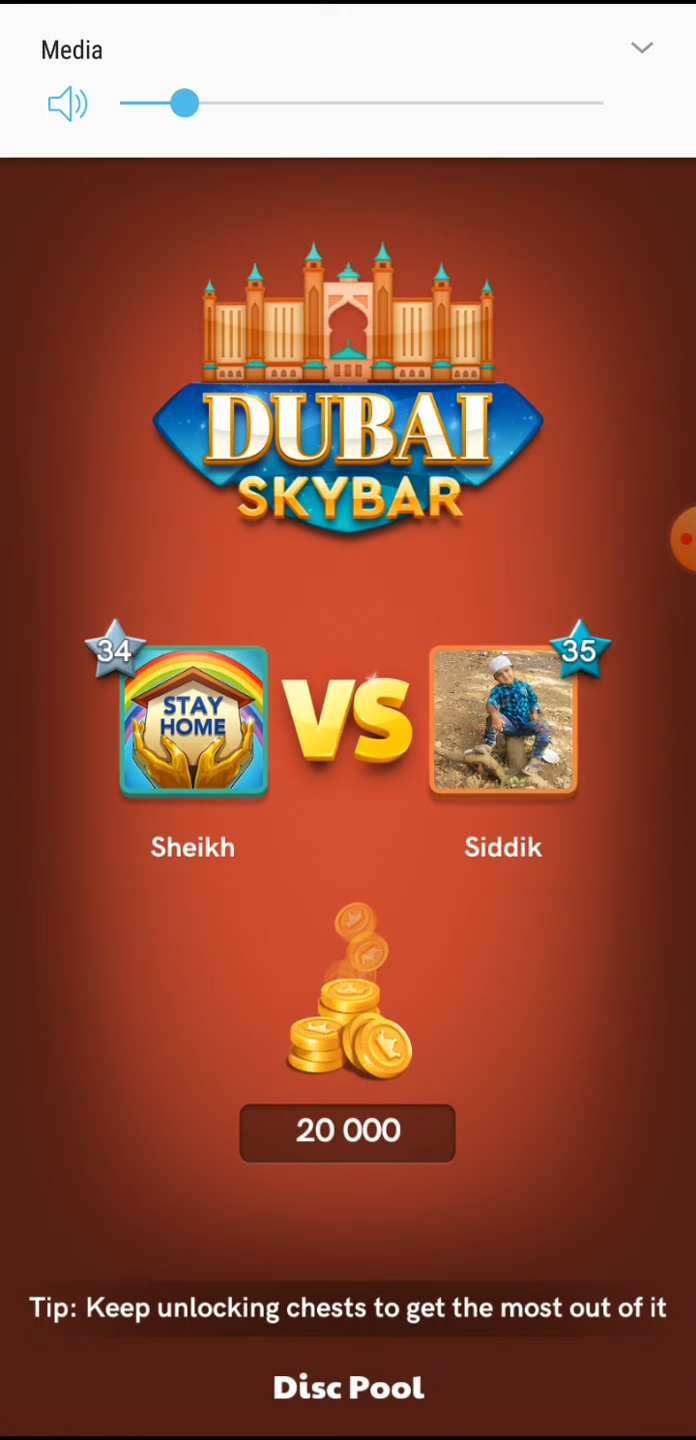 Media
DUBAI
SKYBAR
34
STAY
HOME
VS
35
Sheikh
Siddik
20 000
Tip: Keep unlocking chests to get the most out of it
Disc Pool